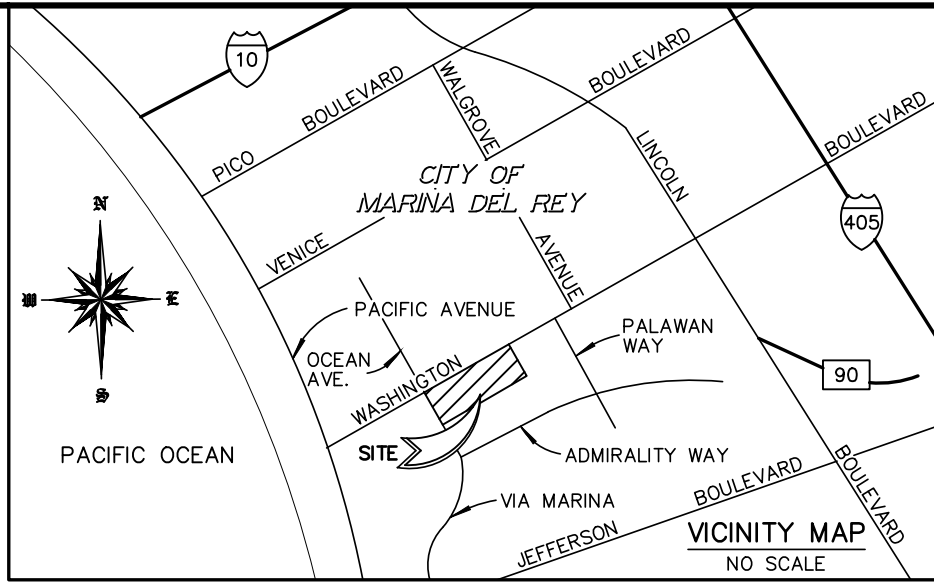 10
PICO BOULEVARD
WALGROVE
BOULEVARD
LINCOLN
BOULEVARD
CITY OF
MARINA DEL REY
405
N
W
E
S
VENICE
AVENUE
PACIFIC AVENUE
OCEAN
AVE.
PALAWAN
WAY
WASHINGTON
90
PACIFIC OCEAN
SITE
ADMIRALITY WAY
BOULEVARD
VIA MARINA
JEFFERSON BOULEVARD
VICINITY MAP
NO SCALE